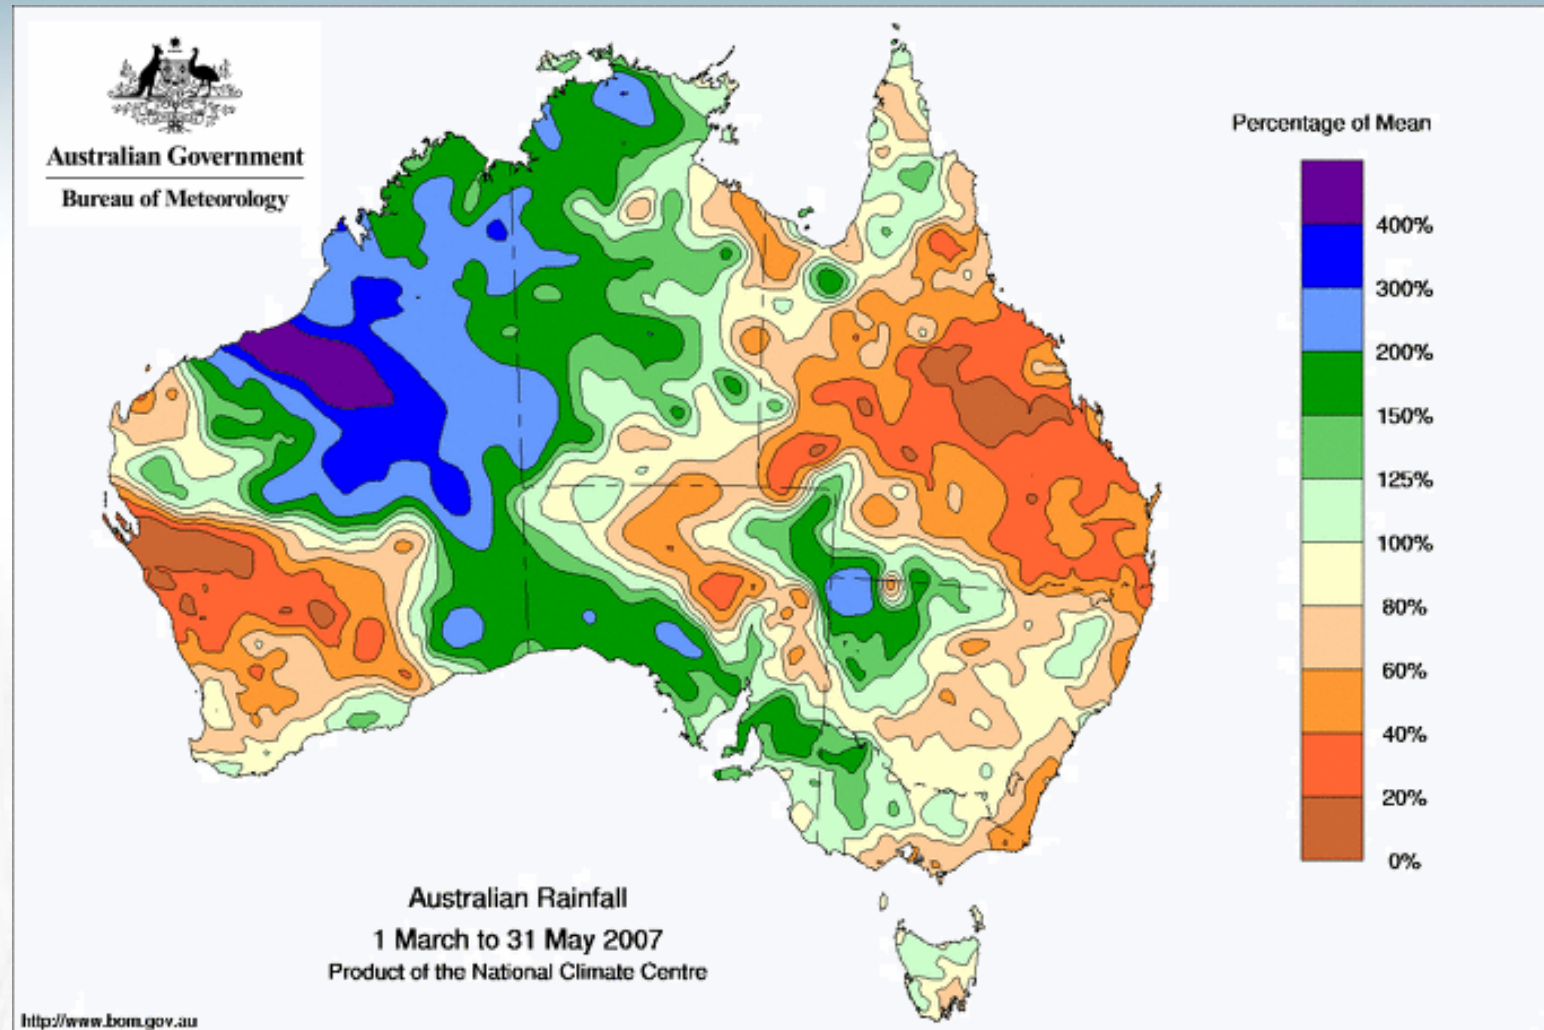 Australian Government
Bureau of Meteorology
Percentage of Mean
400%
300%
200%
150%
125%
100%
80%
60%
40%
20%
0%
Australian Rainfall
1 March to 31 May 2007
Product of the National Climate Centre
http://www.bom.gov.au